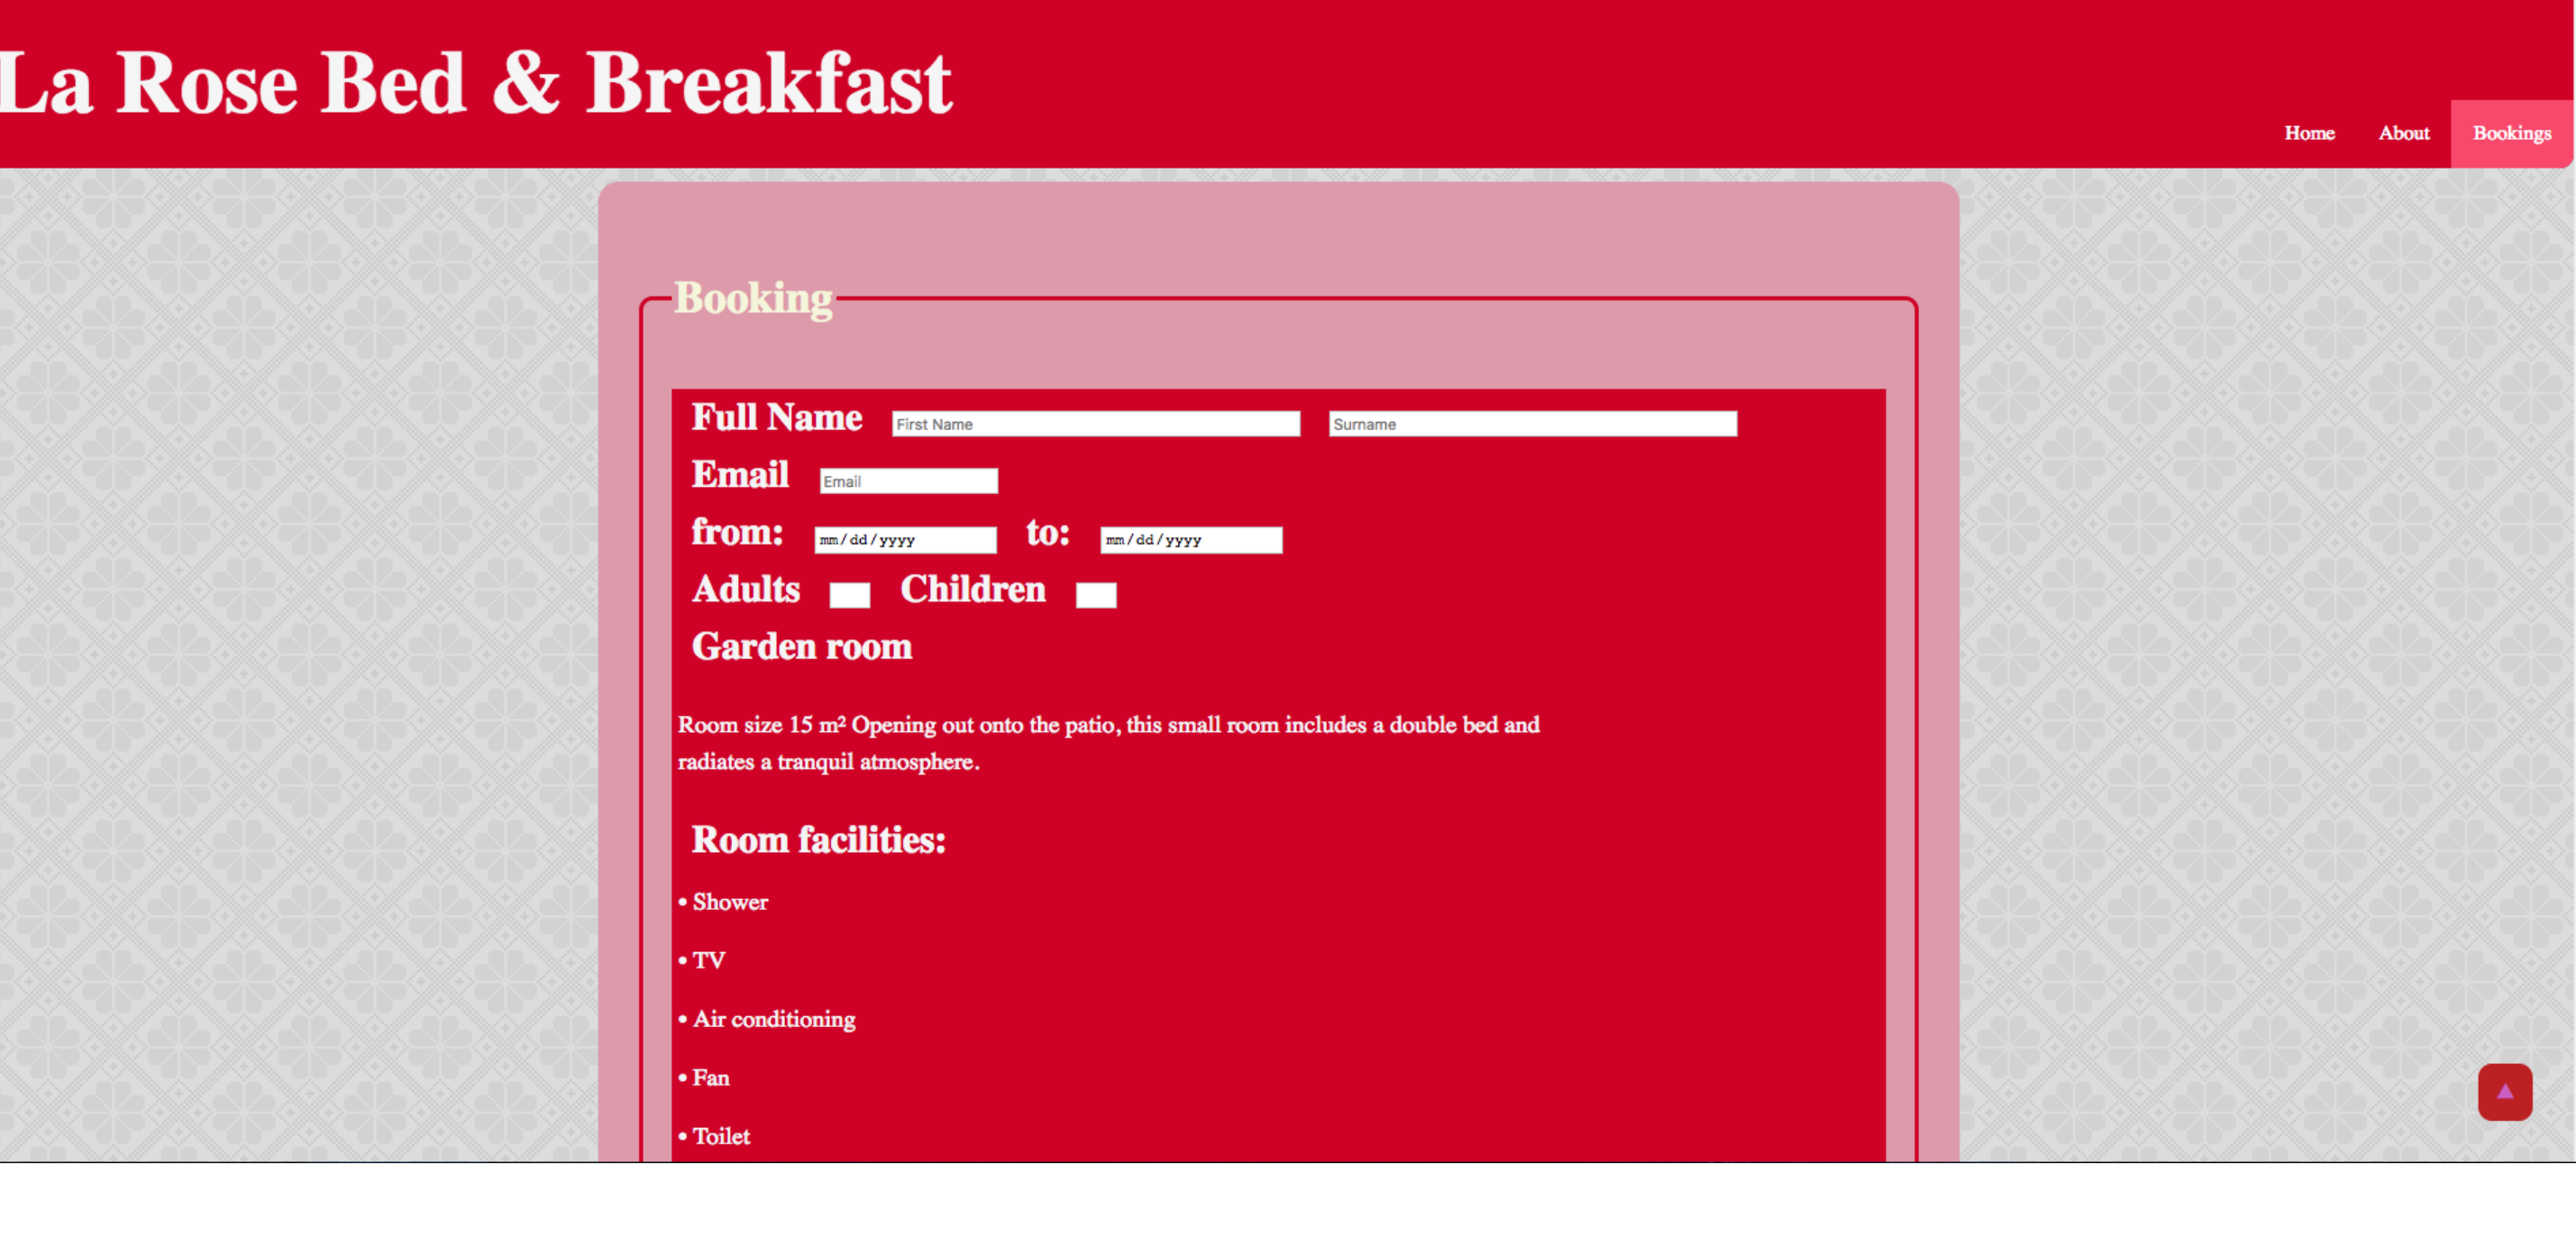 La Rose Bed & Breakfast
Home About Bookings
Booking
Full Name First Name Surname
Email Email
from: mm/dd/yyyy to: mm/dd/yyyy
Adults Children
Garden room
Room size 15 m² Opening out onto the patio, this small room includes a double bed and
radiates a tranquil atmosphere.
Room facilities:
• Shower
• TV
• Air conditioning
• Fan
• Toilet